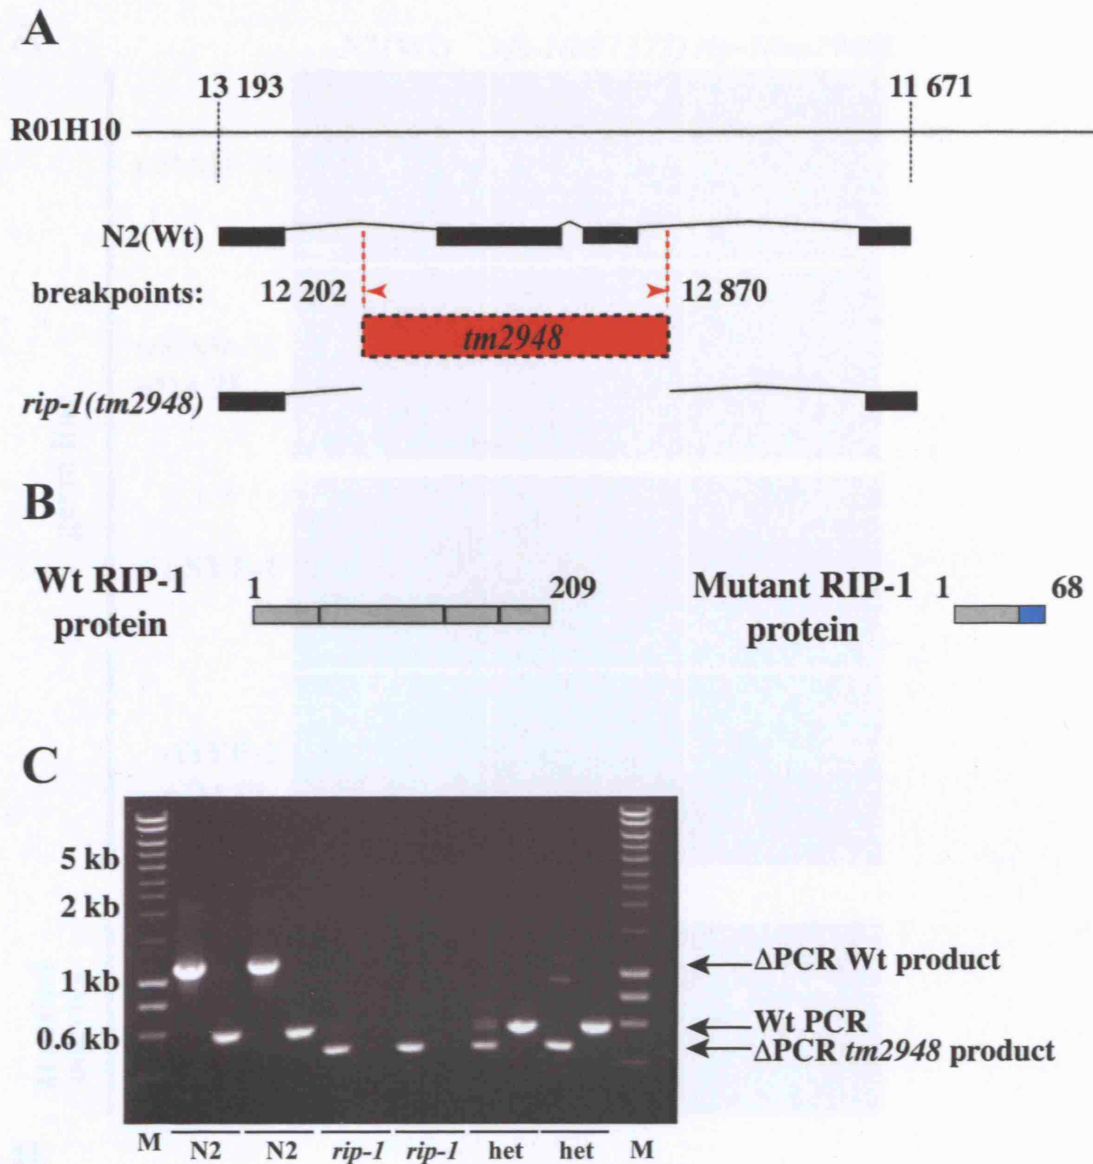 A
13 193
11 671
R01H10
N2(Wt)
breakpoints:
12 202
12 870
tm2948
rip-1(tm2948)
B
Wt RIP-1 protein
1
209
Mutant RIP-1 protein
1
68
C
5 kb
2 kb
1 kb
0.6 kb
ΔPCR Wt product
Wt PCR
ΔPCR tm2948 product
M
N2
N2
rip-1
rip-1
het
het
M